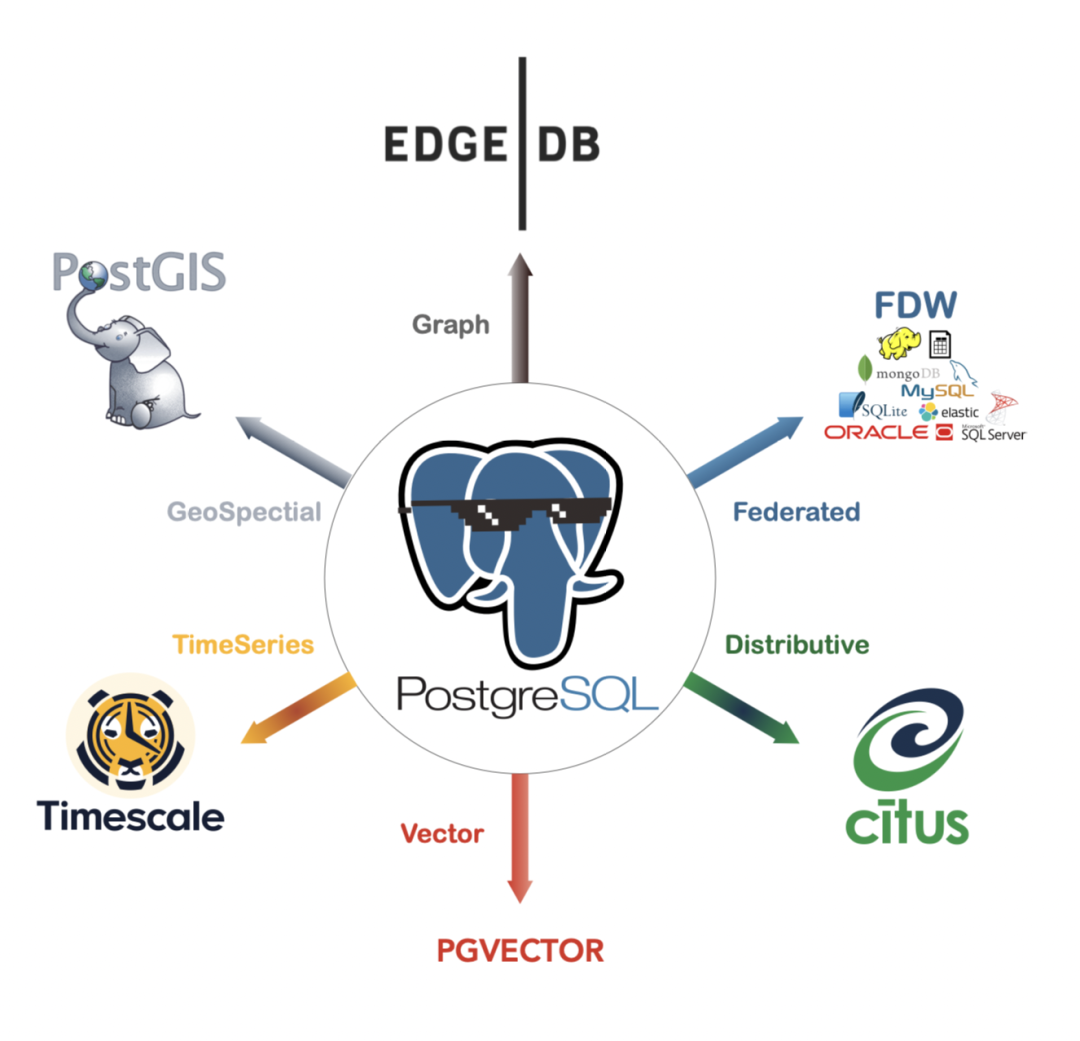 EDGE DB
PostGIS
Graph
FDW
mongoDB
MySQL
SQLite
elastic
ORACLE
Microsoft
SQL Server
GeoSpectial
Federated
TimeSeries
Distributive
PostgreSQL
Timescale
citus
Vector
PGVECTOR